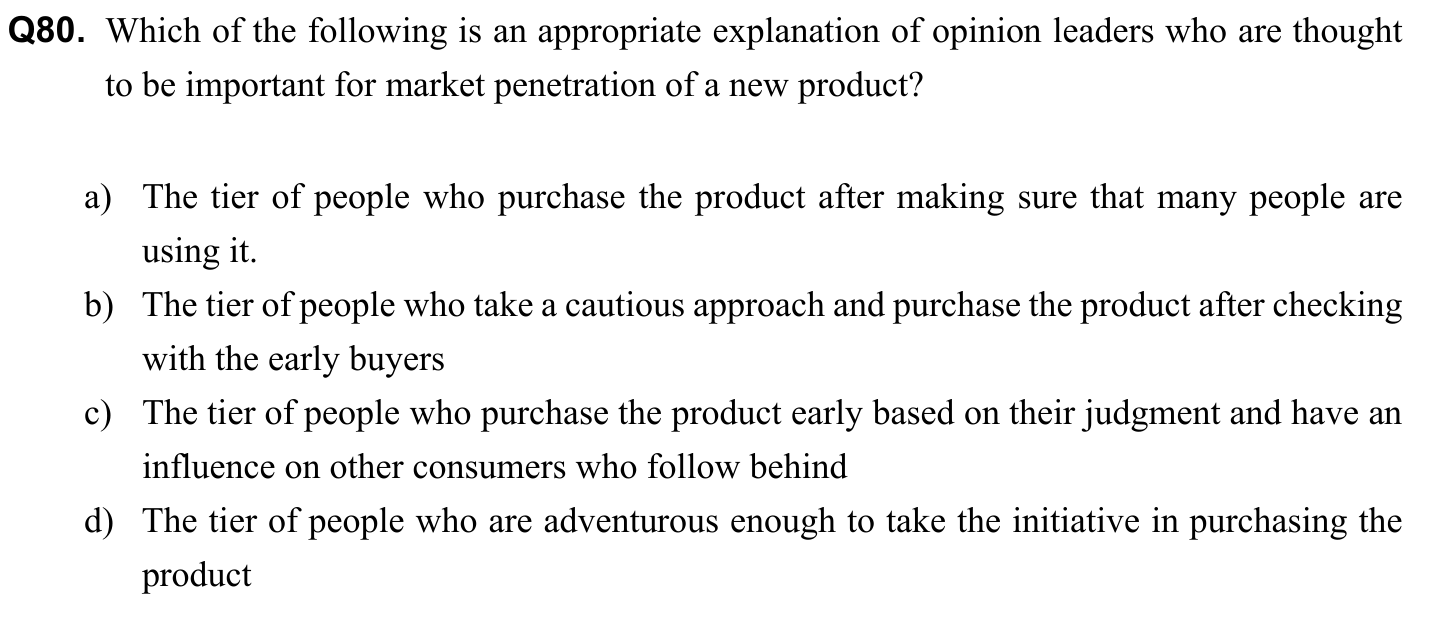 Q80. Which of the following is an appropriate explanation of opinion leaders who are thought
to be important for market penetration of a new product?
a) The tier of people who purchase the product after making sure that many people are
using it.
b) The tier of people who take a cautious approach and purchase the product after checking
with the early buyers
c) The tier of people who purchase the product early based on their judgment and have an
influence on other consumers who follow behind
d) The tier of people who are adventurous enough to take the initiative in purchasing the
product